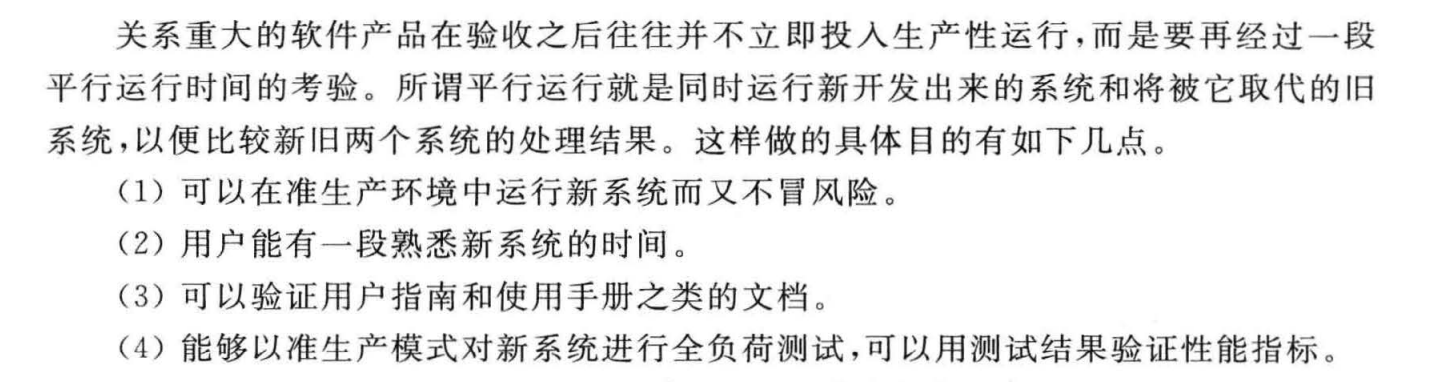 关系重大的软件产品在验收之后往往并不立即投入生产性运行,而是要再经过一段
平行运行时间的考验。所谓平行运行就是同时运行新开发出来的系统和将被它取代的旧
系统,以便比较新旧两个系统的处理结果。这样做的具体目的有如下几点。
(1) 可以在准生产环境中运行新系统而又不冒风险。
(2) 用户能有一段熟悉新系统的时间。
(3) 可以验证用户指南和使用手册之类的文档。
(4) 能够以准生产模式对新系统进行全负荷测试,可以用测试结果验证性能指标。